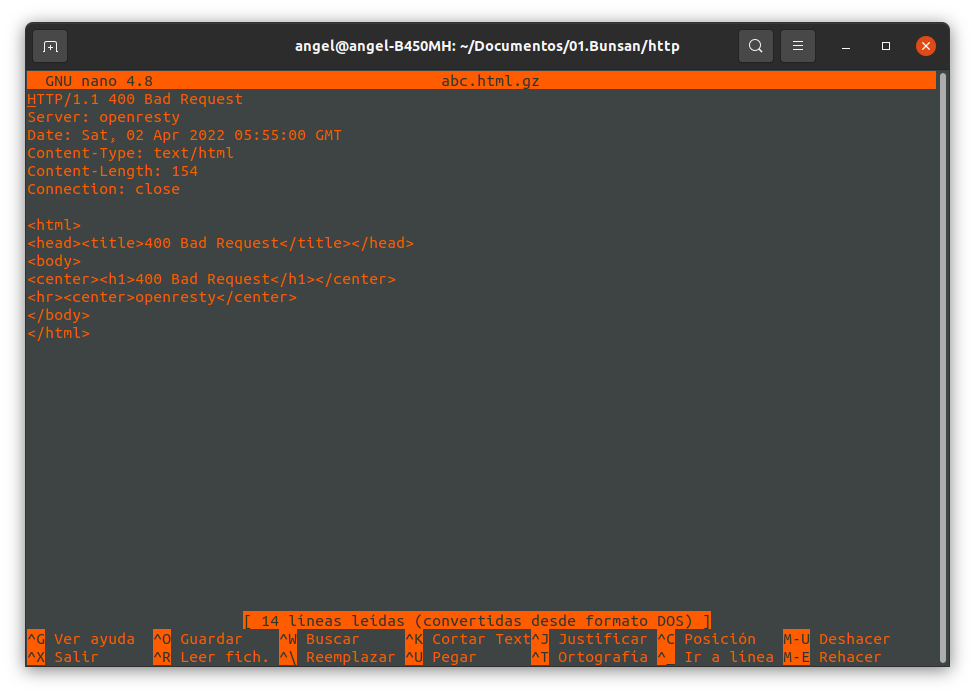 angel@angel-B450MH: ~/Documentos/01.Bunsan/http
GNU nano 4.8 abc.html.gz
HTTP/1.1 400 Bad Request
Server: openresty
Date: Sat, 02 Apr 2022 05:55:00 GMT
Content-Type: text/html
Content-Length: 154
Connection: close
<html>
<head><title>400 Bad Request</title></head>
<body>
<center><h1>400 Bad Request</h1></center>
<hr><center>openresty</center>
</body>
</html>
[ 14 líneas leídas (convertidas desde formato DOS) ]
^G Ver ayuda ^O Guardar ^W Buscar ^K Cortar Text^J Justificar ^C Posición M-U Deshacer
^X Salir ^R Leer fich. ^\ Reemplazar ^U Pegar ^T Ortografía ^_ Ir a línea M-E Rehacer